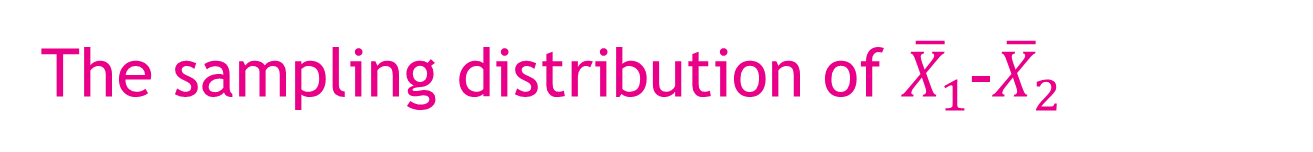 The sampling distribution of X̅₁-X̅₂